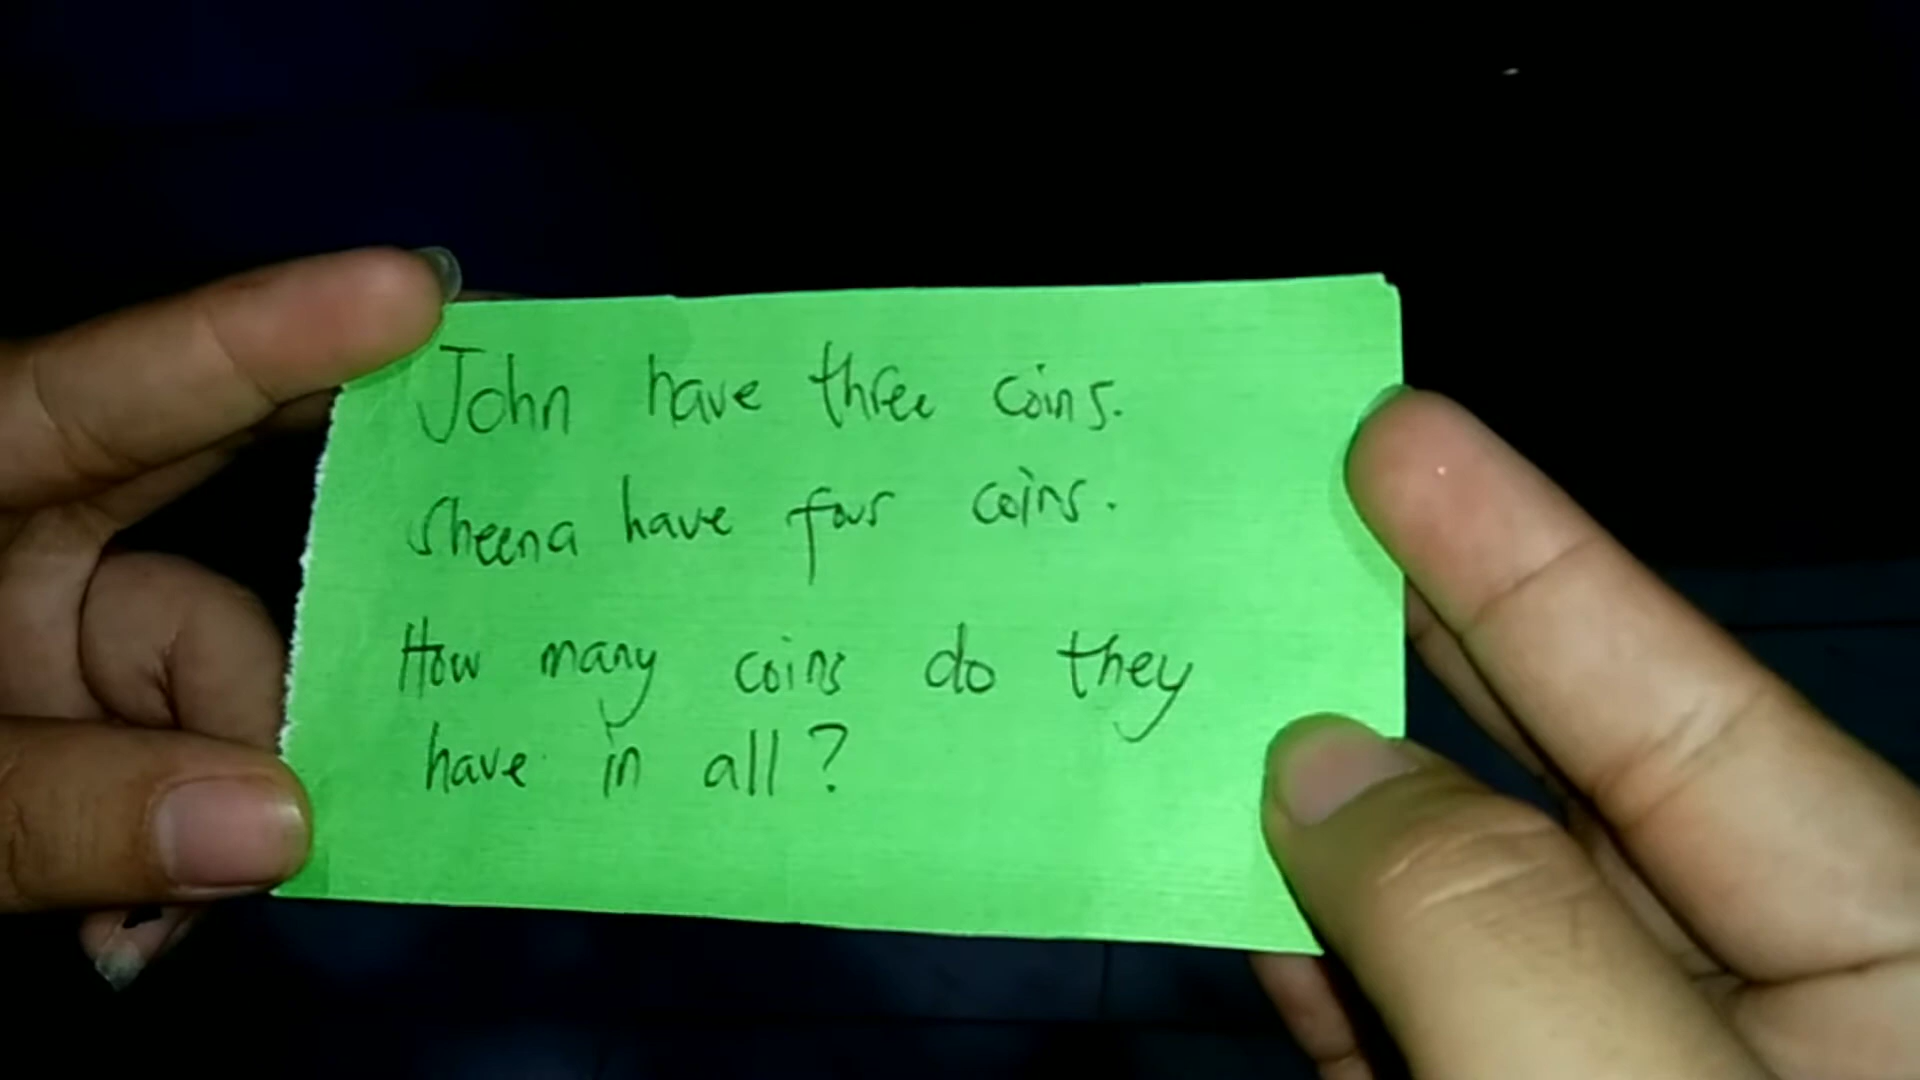 John have three coins.
Sheena have four coins.
How many coins do they
have in all?